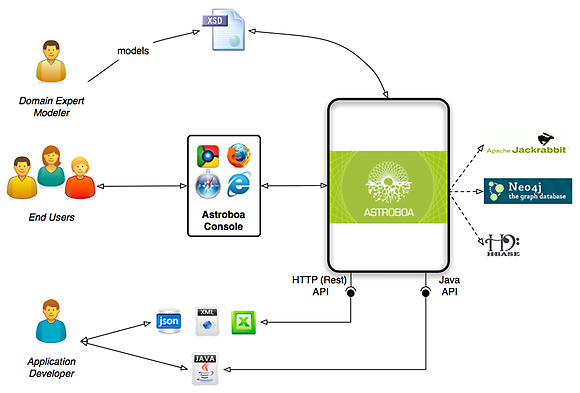 XSD
models
Domain Expert
Modeler
End Users
Astroboa
Console
ASTROBOA
Apache Jackrabbit
Neo4j
the graph database
HBASE
HTTP (Rest)
API
Java
API
json
XML
Application
Developer
JAVA